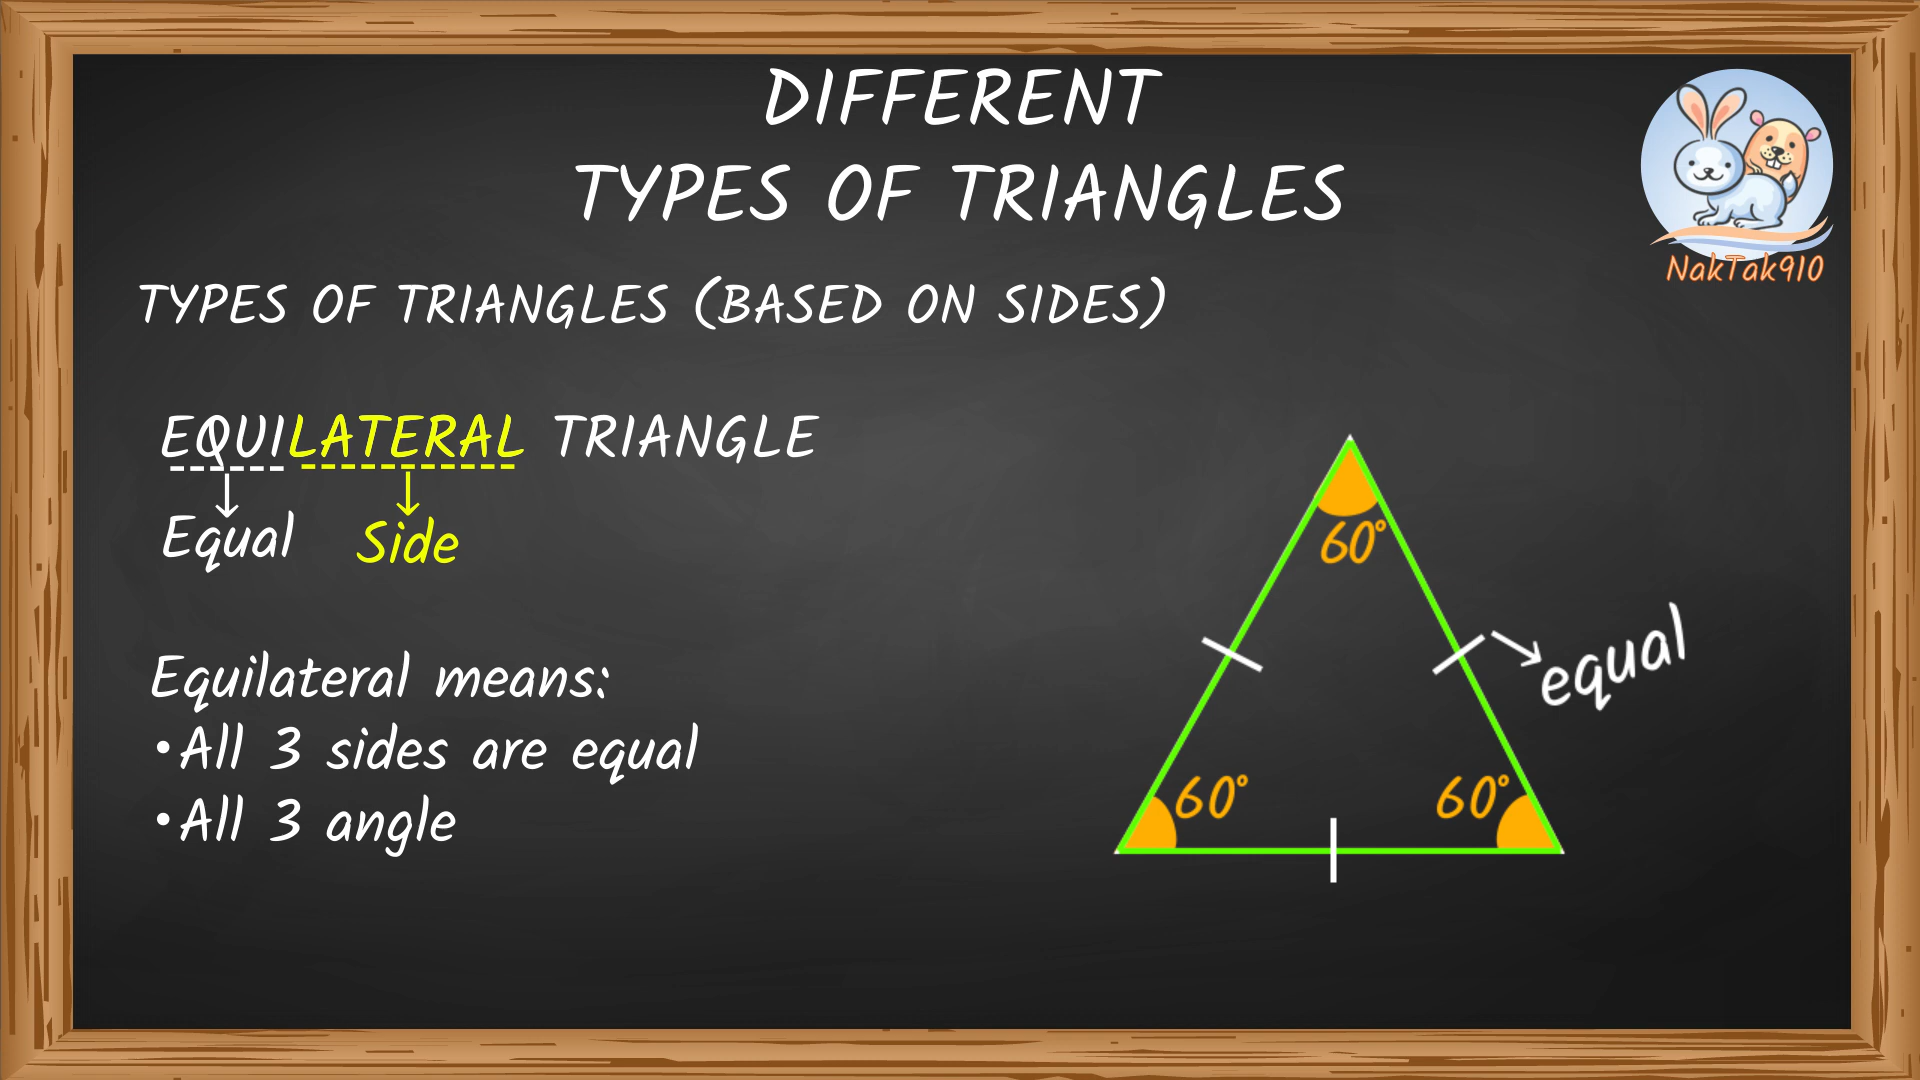 DIFFERENT
TYPES OF TRIANGLES
NakTak910
TYPES OF TRIANGLES (BASED ON SIDES)
EQUILATERAL TRIANGLE
Equal Side
Equilateral means:
•All 3 sides are equal
•All 3 angle
60°
equal
60° 60°